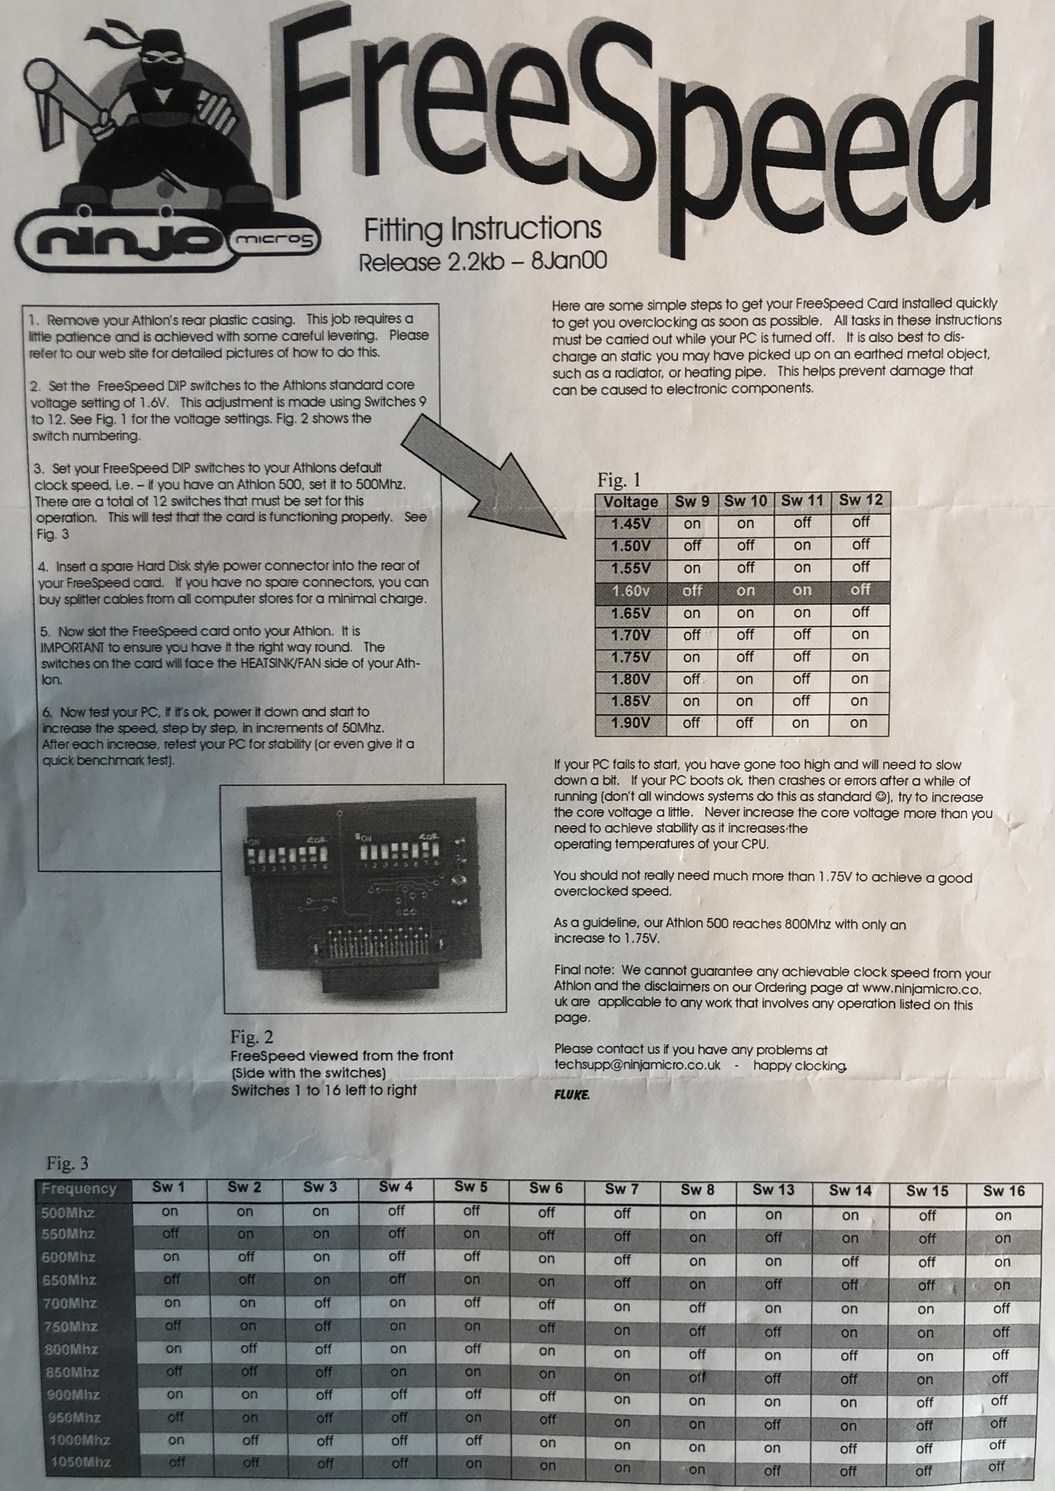 FreeSpeed
ninja micros
Fitting Instructions
Release 2.2kb – 8Jan00
1. Remove your Athlon's rear plastic casing. This job requires a
little patience and is achieved with some careful levering. Please
refer to our web site for detailed pictures of how to do this.
2. Set the FreeSpeed DIP switches to the Athlons standard core
voltage setting of 1.6V. This adjustment is made using Switches 9
to 12. See Fig. 1 for the voltage settings. Fig. 2 shows the
switch numbering.
3. Set your FreeSpeed DIP switches to your Athlons default
clock speed, i.e. – if you have an Athlon 500, set it to 500Mhz.
There are a total of 12 switches that must be set for this
operation. This will test that the card is functioning properly. See
Fig. 3
4. Insert a spare Hard Disk style power connector into the rear of
your FreeSpeed card. If you have no spare connectors, you can
buy splitter cables from all computer stores for a minimal charge.
5. Now slot the FreeSpeed card onto your Athlon. It is
IMPORTANT to ensure you have it the right way round. The
switches on the card will face the HEATSINK/FAN side of your Ath-
lon.
6. Now test your PC, if it's ok, power it down and start to
increase the speed, step by step, in increments of 50Mhz.
After each increase, retest your PC for stability (or even give it a
quick benchmark test).
Fig. 2
FreeSpeed viewed from the front
(Side with the switches)
Switches 1 to 16 left to right
Here are some simple steps to get your FreeSpeed Card installed quickly
to get you overclocking as soon as possible. All tasks in these instructions
must be carried out while your PC is turned off. It is also best to dis-
charge an static you may have picked up on an earthed metal object,
such as a radiator, or heating pipe. This helps prevent damage that
can be caused to electronic components.
Fig. 1
Voltage Sw 9 Sw 10 Sw 11 Sw 12
1.45V on on off off
1.50V off off on off
1.55V on off on off
1.60v off on on off
1.65V on on on off
1.70V off off off on
1.75V on off off on
1.80V off on off on
1.85V on on off on
1.90V off off on on
If your PC fails to start, you have gone too high and will need to slow
down a bit. If your PC boots ok, then crashes or errors after a while of
running (don't all windows systems do this as standard ☺), try to increase
the core voltage a little. Never increase the core voltage more than you
need to achieve stability as it increases the
operating temperatures of your CPU.
You should not really need much more than 1.75V to achieve a good
overclocked speed.
As a guideline, our Athlon 500 reaches 800Mhz with only an
increase to 1.75V.
Final note: We cannot guarantee any achievable clock speed from your
Athlon and the disclaimers on our Ordering page at www.ninjamicro.co.
uk are applicable to any work that involves any operation listed on this
page.
Please contact us if you have any problems at
techsupp@ninjamicro.co.uk - happy clocking.
FLUKE.
Fig. 3
Frequency Sw 1 Sw 2 Sw 3 Sw 4 Sw 5 Sw 6 Sw 7 Sw 8 Sw 13 Sw 14 Sw 15 Sw 16
500Mhz on on on off off off off on on on off on
550Mhz off on on off on off off on off on off on
600Mhz on off on off off off off on on off off on
650Mhz off off on off on off off on off off off on
700Mhz on on off on off off on off on on on off
750Mhz off on off on on off on off off on on off
800Mhz on off off on off off on off on off on off
850Mhz off off off on on off on off off off on off
900Mhz on on off off off off on on on on off off
950Mhz off on off off on off on on off on off off
1000Mhz on off off off off on on on on off off off
1050Mhz off off off off on on on on off off off off